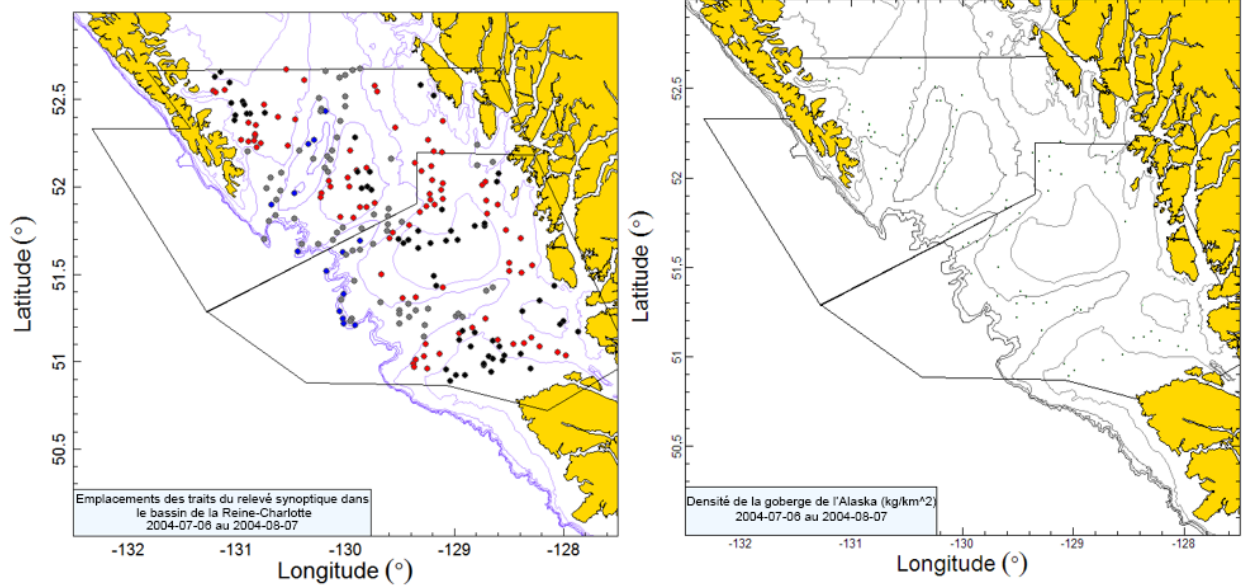 52.5
52
51.5
51
50.5
Latitude (°)
Emplacements des traits du relevé synoptique dans
le bassin de la Reine-Charlotte
2004-07-06 au 2004-08-07
-132
-131
-130
-129
-128
Longitude (°)
52.5
52
51.5
51
50.5
Latitude (°)
Densité de la goberge de l'Alaska (kg/km^2)
2004-07-06 au 2004-08-07
-132
-131
-130
-129
-128
Longitude (°)